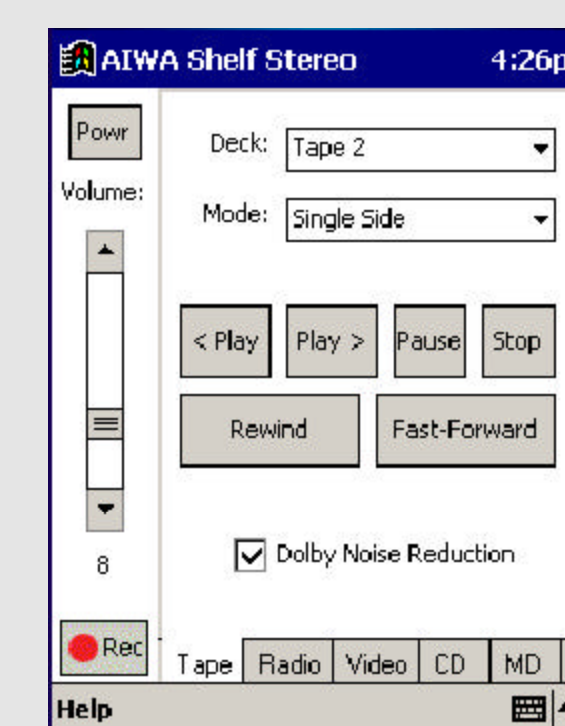 AIWA Shelf Stereo 4:26p
Powr
Deck: Tape 2
Volume:
Mode: Single Side
< Play Play > Pause Stop
Rewind Fast-Forward
Dolby Noise Reduction
8
Rec
Tape Radio Video CD MD
Help